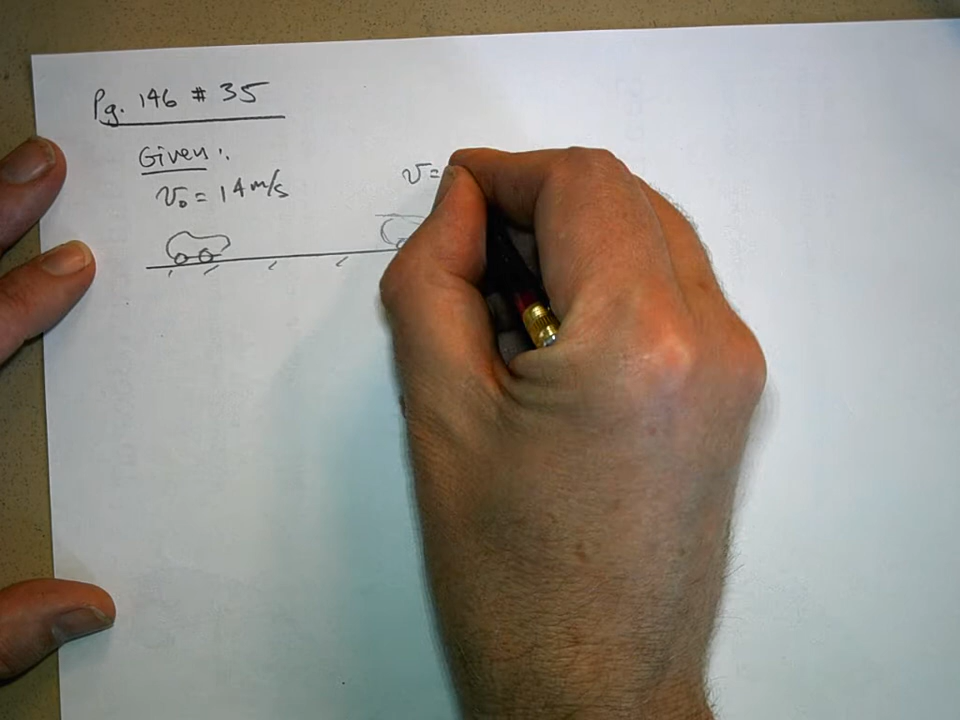 Pg. 146 # 35
Given:
v₀ = 14 m/s
v =